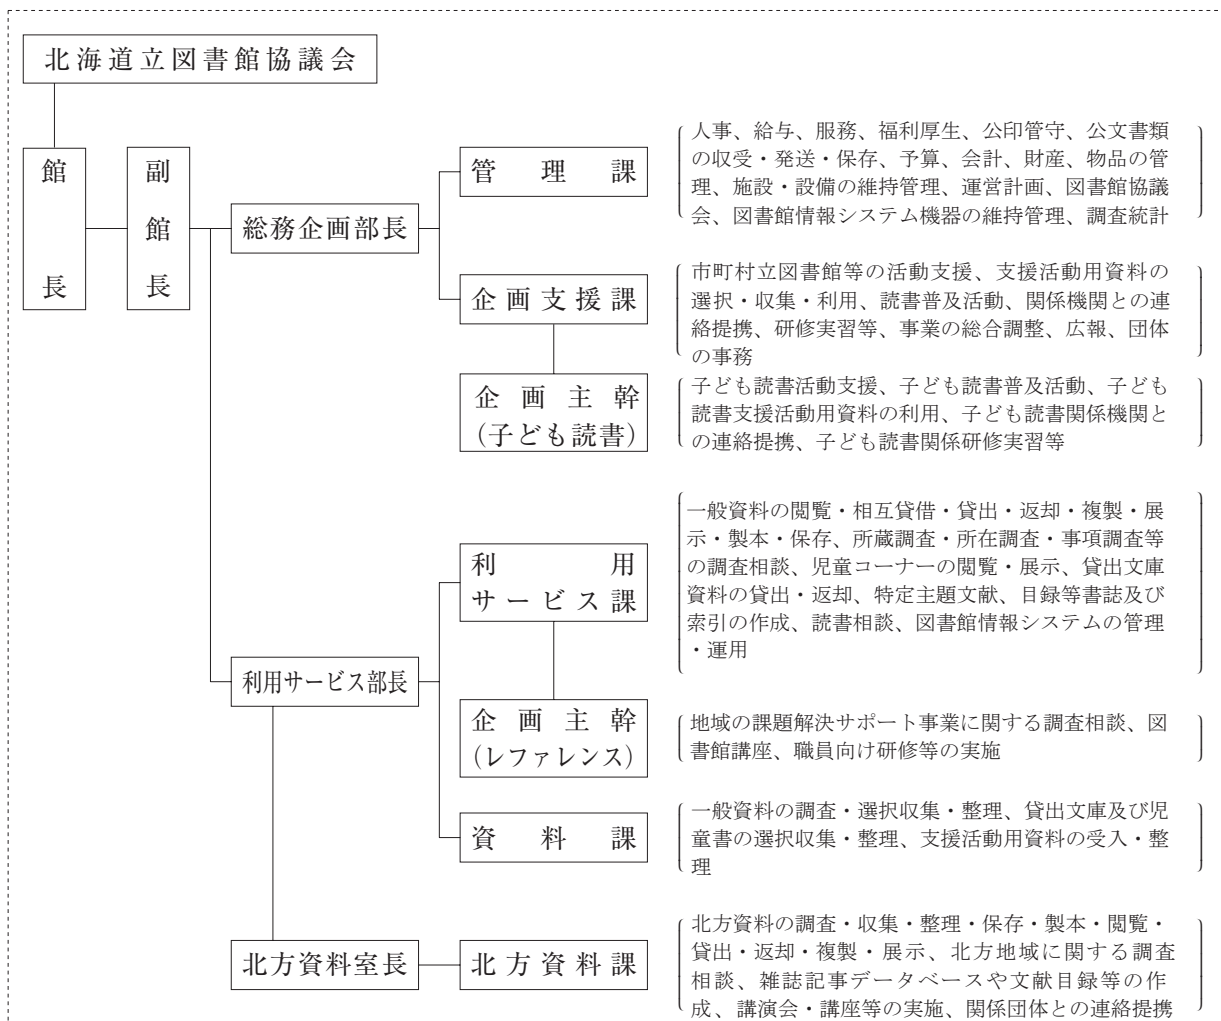 北海道立図書館協議会
館長
副館長
総務企画部長
管理課
人事、給与、服務、福利厚生、公印管守、公文書類
の収受・発送・保存、予算、会計、財産、物品の管
理、施設・設備の維持管理、運営計画、図書館協議
会、図書館情報システム機器の維持管理、調査統計
企画支援課
市町村立図書館等の活動支援、支援活動用資料の
選択・収集・利用、読書普及活動、関係機関との連
絡提携、研修実習等、事業の総合調整、広報、団体
の事務
企画主幹
(子ども読書)
子ども読書活動支援、子ども読書普及活動、子ども
読書支援活動用資料の利用、子ども読書関係機関と
の連絡提携、子ども読書関係研修実習等
利用サービス部長
利用
サービス課
一般資料の閲覧・相互貸借・貸出・返却・複製・展
示・製本・保存、所蔵調査・所在調査・事項調査等
の調査相談、児童コーナーの閲覧・展示、貸出文庫
資料の貸出・返却、特定主題文献、目録等書誌及び
索引の作成、読書相談、図書館情報システムの管理
・運用
企画主幹
(レファレンス)
地域の課題解決サポート事業に関する調査相談、図
書館講座、職員向け研修等の実施
資料課
一般資料の調査・選択収集・整理、貸出文庫及び児
童書の選択収集・整理、支援活動用資料の受入・整
理
北方資料室長
北方資料課
北方資料の調査・収集・整理・保存・製本・閲覧・
貸出・返却・複製・展示、北方地域に関する調査
相談、雑誌記事データベースや文献目録等の作
成、講演会・講座等の実施、関係団体との連絡提携